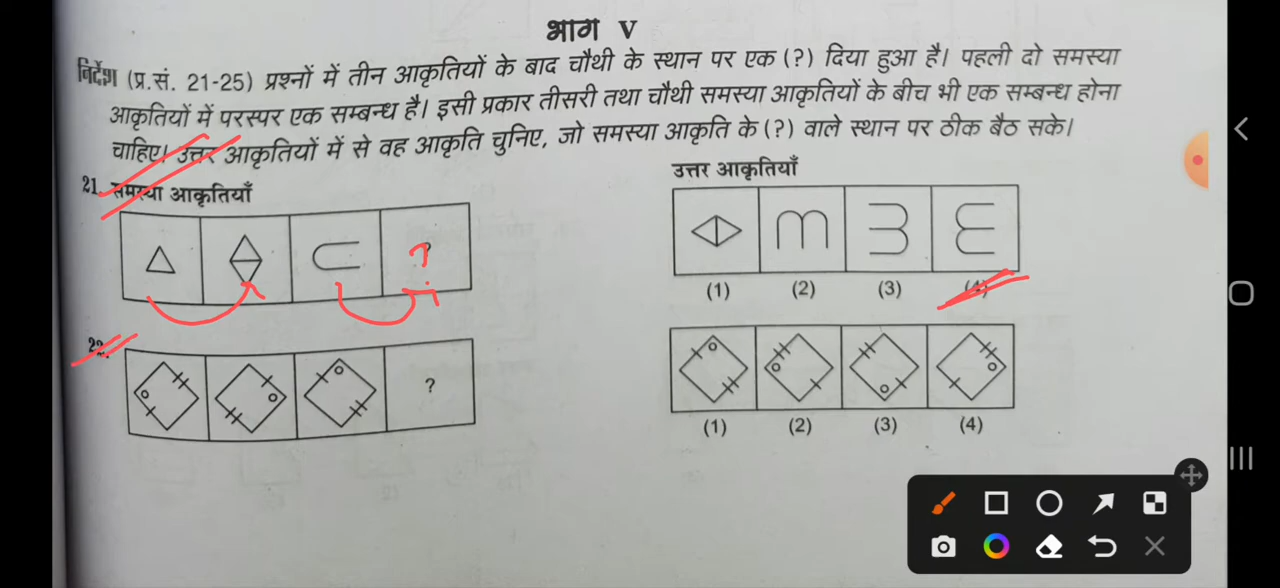 भाग V
निर्देश (प्र.सं. 21-25) प्रश्नों में तीन आकृतियों के बाद चौथी के स्थान पर एक (?) दिया हुआ है। पहली दो समस्या
आकृतियों में परस्पर एक सम्बन्ध है। इसी प्रकार तीसरी तथा चौथी समस्या आकृतियों के बीच भी एक सम्बन्ध होना
चाहिए। उत्तर आकृतियों में से वह आकृति चुनिए, जो समस्या आकृति के (?) वाले स्थान पर ठीक बैठ सके।
21. समस्या आकृतियाँ
?
उत्तर आकृतियाँ
(1) (2) (3) (4)
22.
?
(1) (2) (3) (4)